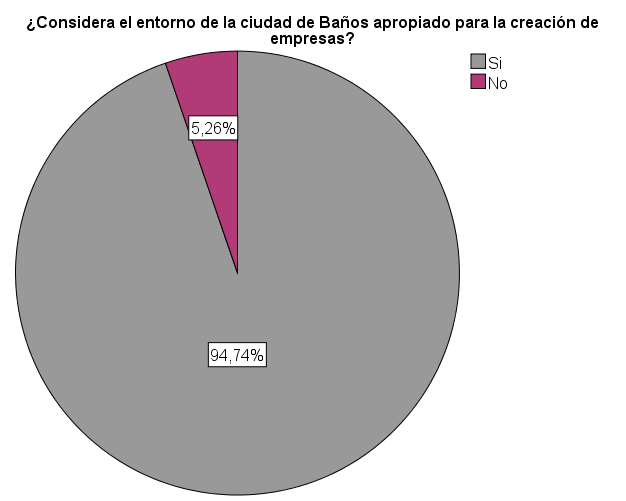 ¿Considera el entorno de la ciudad de Baños apropiado para la creación de
empresas?
Si
No
5,26%
94,74%